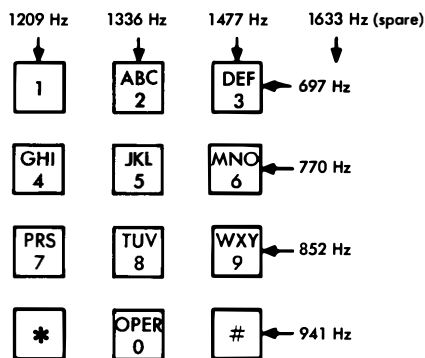 1209 Hz 1336 Hz 1477 Hz 1633 Hz (spare)
1 ABC DEF
2 3 697 Hz
GHI JKL MNO
4 5 6 770 Hz
PRS TUV WXY
7 8 9 852 Hz
* OPER #
0 941 Hz